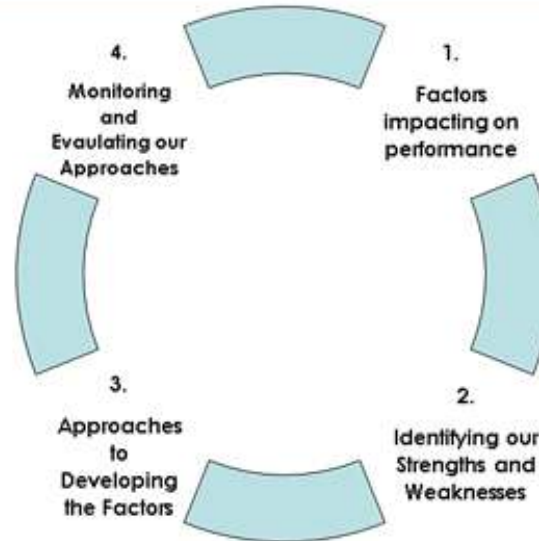 1.
Factors
impacting on
performance
2.
Identifying our
Strengths and
Weaknesses
3.
Approaches
to
Developing
the Factors
4.
Monitoring
and
Evaulating our
Approaches